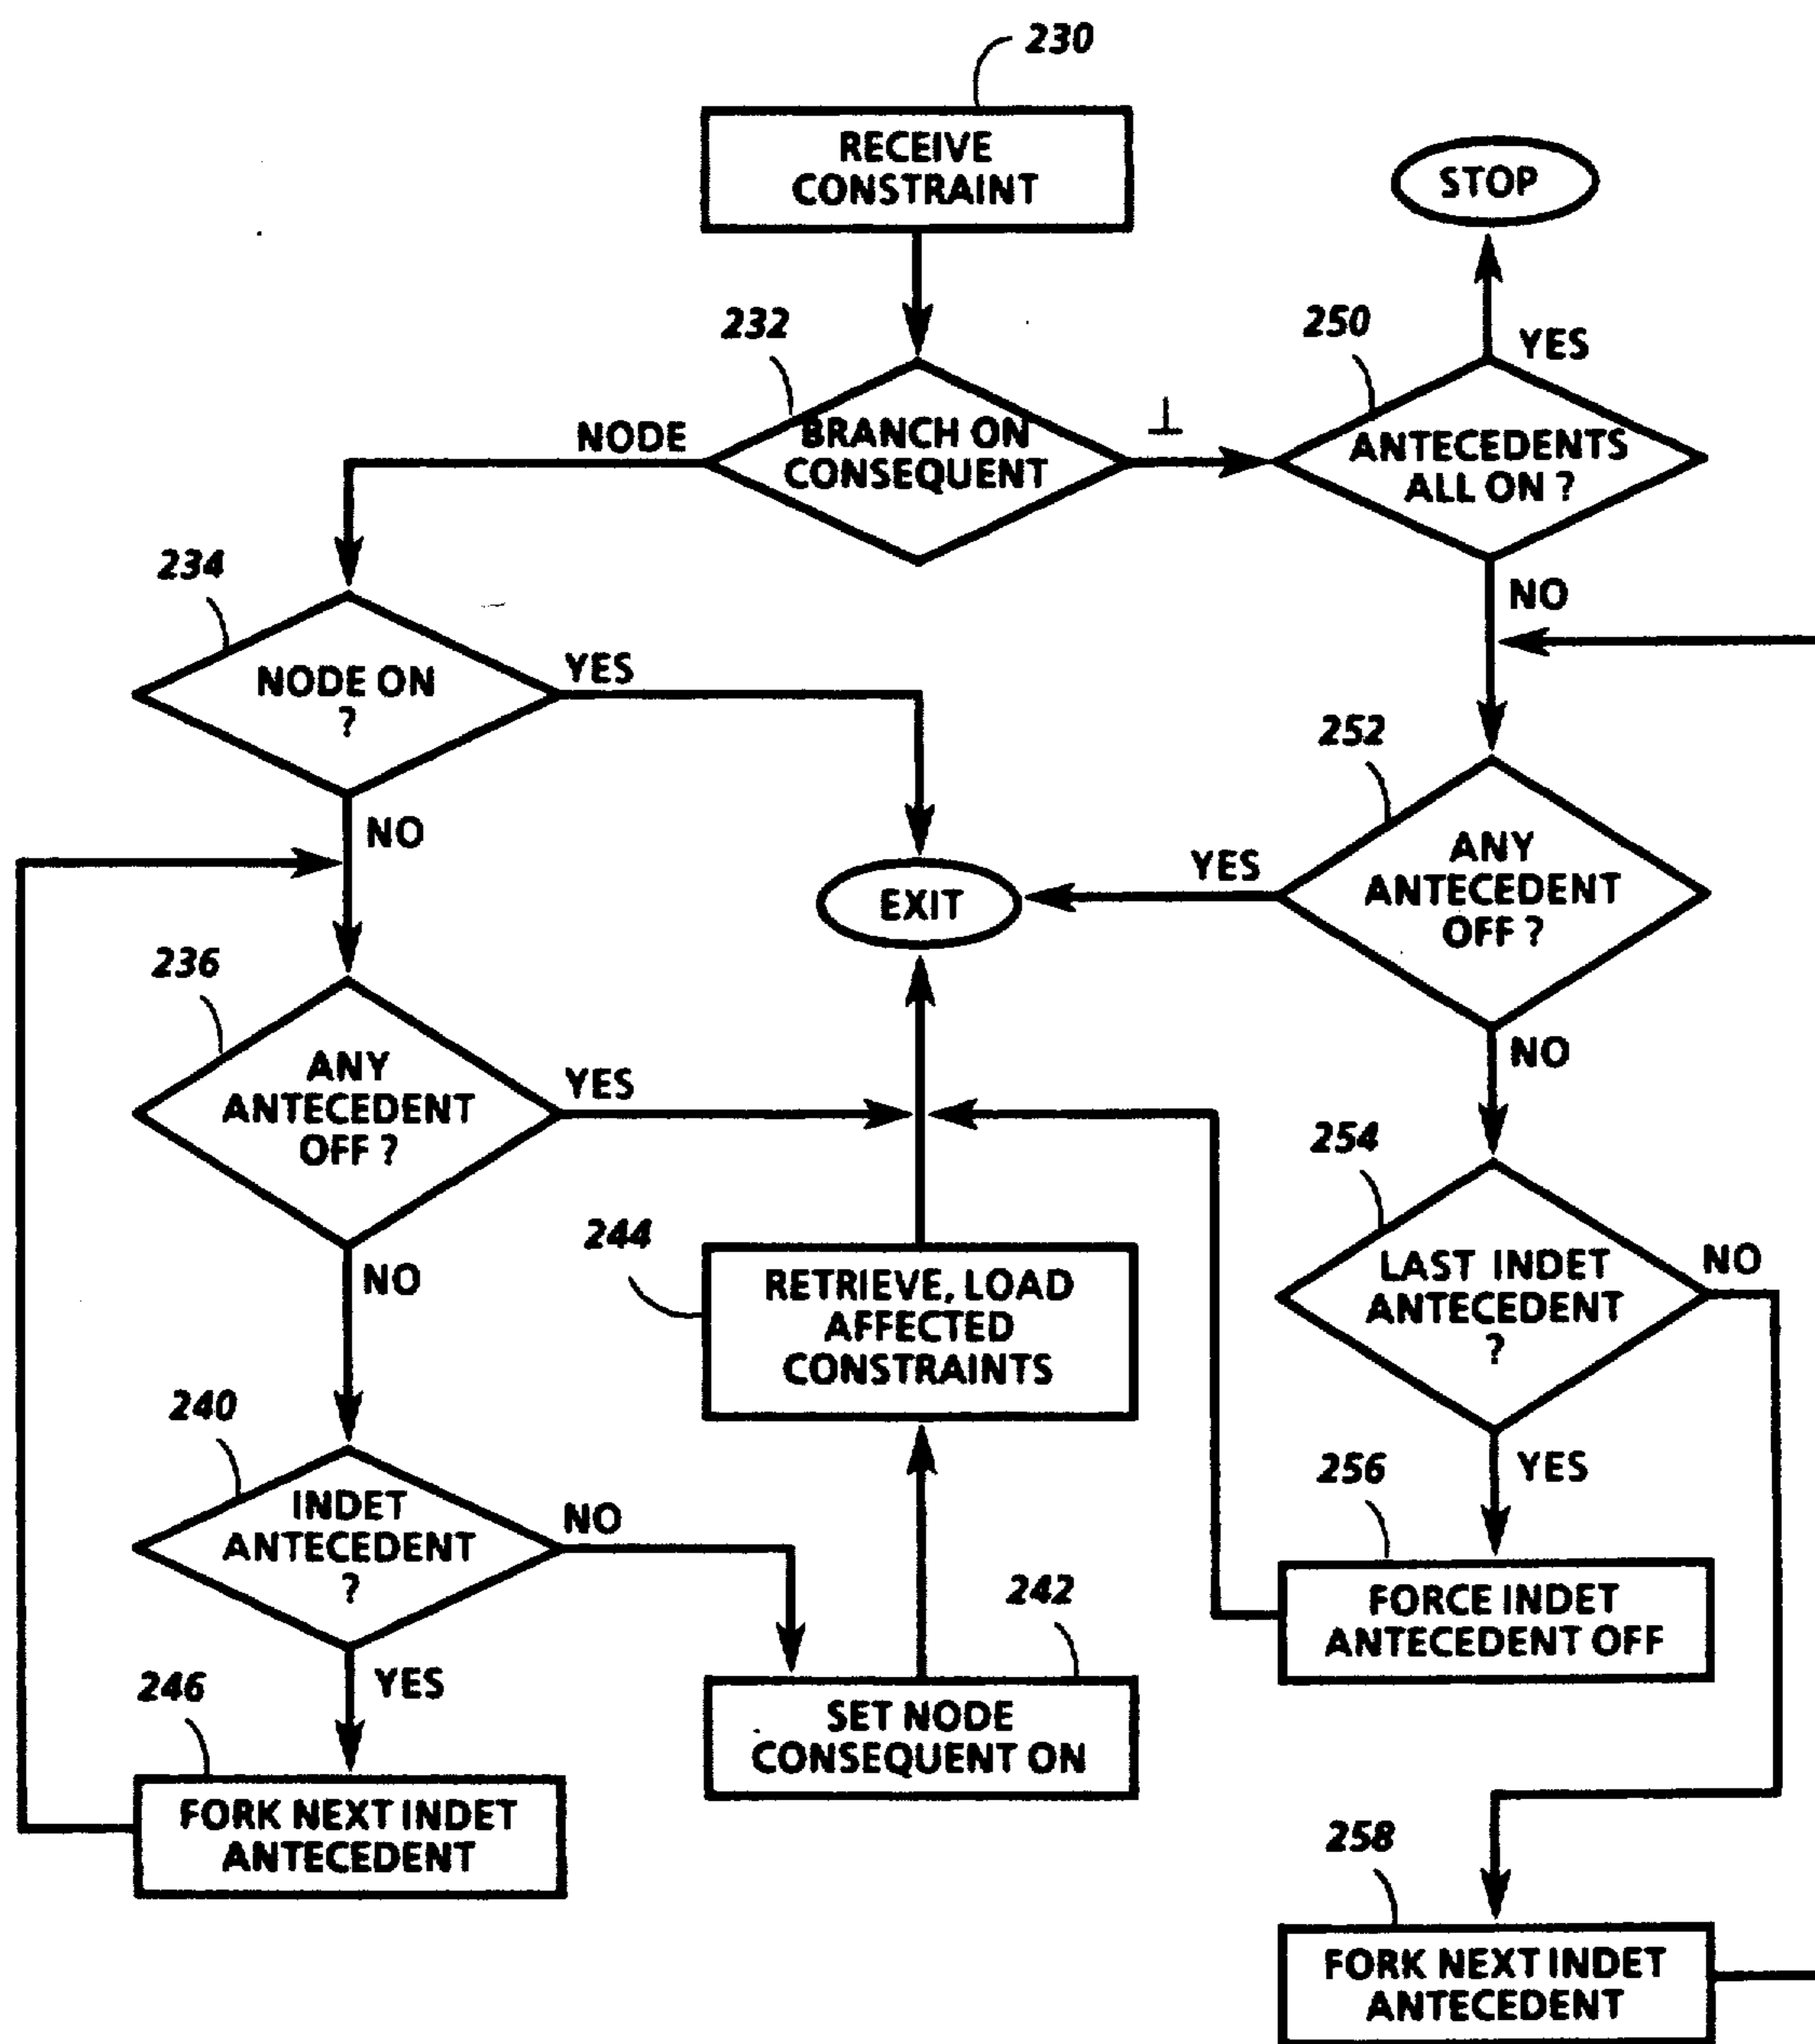 230
RECEIVE
CONSTRAINT
STOP
232
250
YES
NODE
BRANCH ON
CONSEQUENT
⊥
ANTECEDENTS
ALL ON ?
234
NO
NODE ON
?
YES
252
NO
ANY
ANTECEDENT
OFF ?
YES
EXIT
236
NO
ANY
ANTECEDENT
OFF ?
YES
254
244
NO
RETRIEVE, LOAD
AFFECTED
CONSTRAINTS
LAST INDET
ANTECEDENT
?
NO
240
256
YES
INDET
ANTECEDENT
?
NO
242
FORCE INDET
ANTECEDENT OFF
246
YES
SET NODE
CONSEQUENT ON
FORK NEXT INDET
ANTECEDENT
258
FORK NEXT INDET
ANTECEDENT